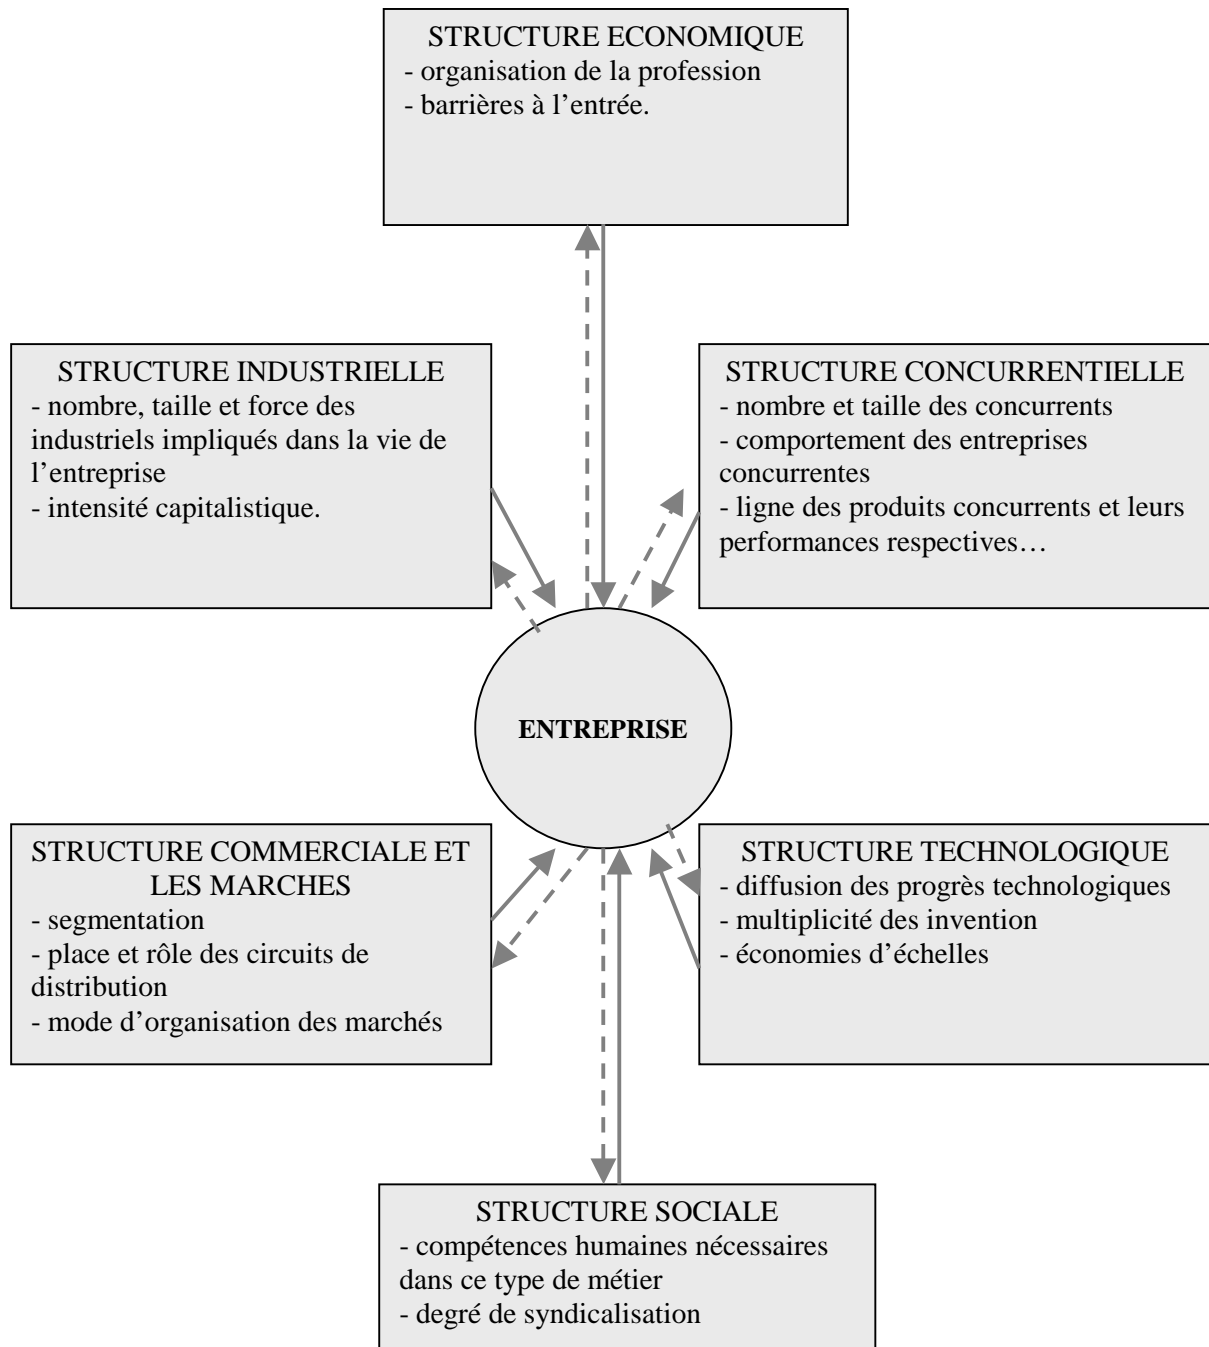 STRUCTURE ECONOMIQUE
- organisation de la profession
- barrières à l’entrée.
STRUCTURE INDUSTRIELLE
- nombre, taille et force des
industriels impliqués dans la vie de
l’entreprise
- intensité capitalistique.
STRUCTURE CONCURRENTIELLE
- nombre et taille des concurrents
- comportement des entreprises
concurrentes
- ligne des produits concurrents et leurs
performances respectives…
ENTREPRISE
STRUCTURE COMMERCIALE ET
LES MARCHES
- segmentation
- place et rôle des circuits de
distribution
- mode d’organisation des marchés
STRUCTURE TECHNOLOGIQUE
- diffusion des progrès technologiques
- multiplicité des invention
- économies d’échelles
STRUCTURE SOCIALE
- compétences humaines nécessaires
dans ce type de métier
- degré de syndicalisation